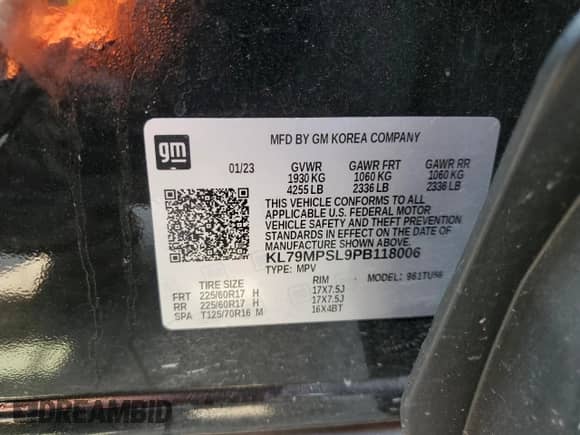 gm
MFD BY GM KOREA COMPANY
01/23 GVWR GAWR FRT GAWR RR
1930 KG 1060 KG 1060 KG
4255 LB 2336 LB 2336 LB
THIS VEHICLE CONFORMS TO ALL
APPLICABLE U.S. FEDERAL MOTOR
VEHICLE SAFETY AND THEFT PREVENTION
STANDARDS IN EFFECT ON THE DATE OF
MANUFACTURE SHOWN ABOVE.
KL79MPSL9PB118006
TYPE: MPV MODEL:
TIRE SIZE RIM
FRT 225/60R17 H 17X7.5J
RR 225/60R17 H 17X7.5J
SPA T125/70R16 M 16X4BT
DREAMBID